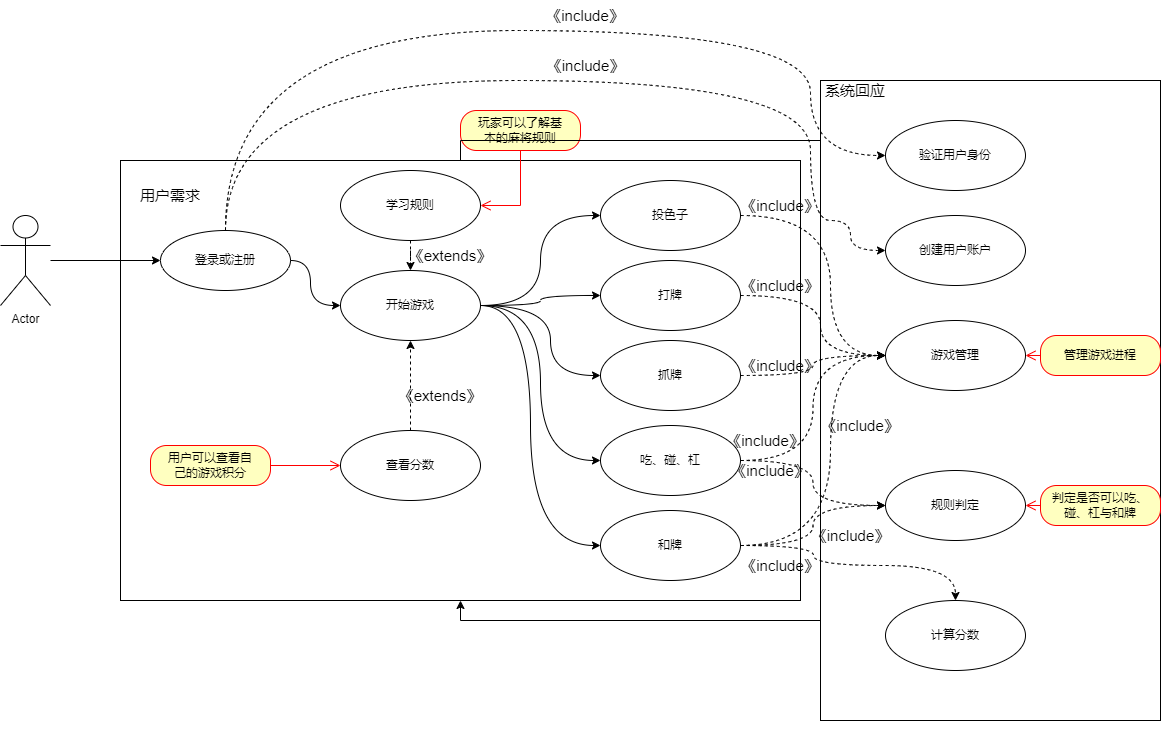 《include》
《include》
系统回应
玩家可以了解基
本的麻将规则
验证用户身份
用户需求
学习规则
投色子
《include》
登录或注册
《extends》
创建用户账户
Actor
开始游戏
打牌
《include》
游戏管理
管理游戏进程
抓牌
《include》
《extends》
《include》
《include》
用户可以查看自
己的游戏积分
查看分数
吃、碰、杠
《include》
规则判定
判定是否可以吃、
碰、杠与和牌
和牌
《include》
《include》
计算分数